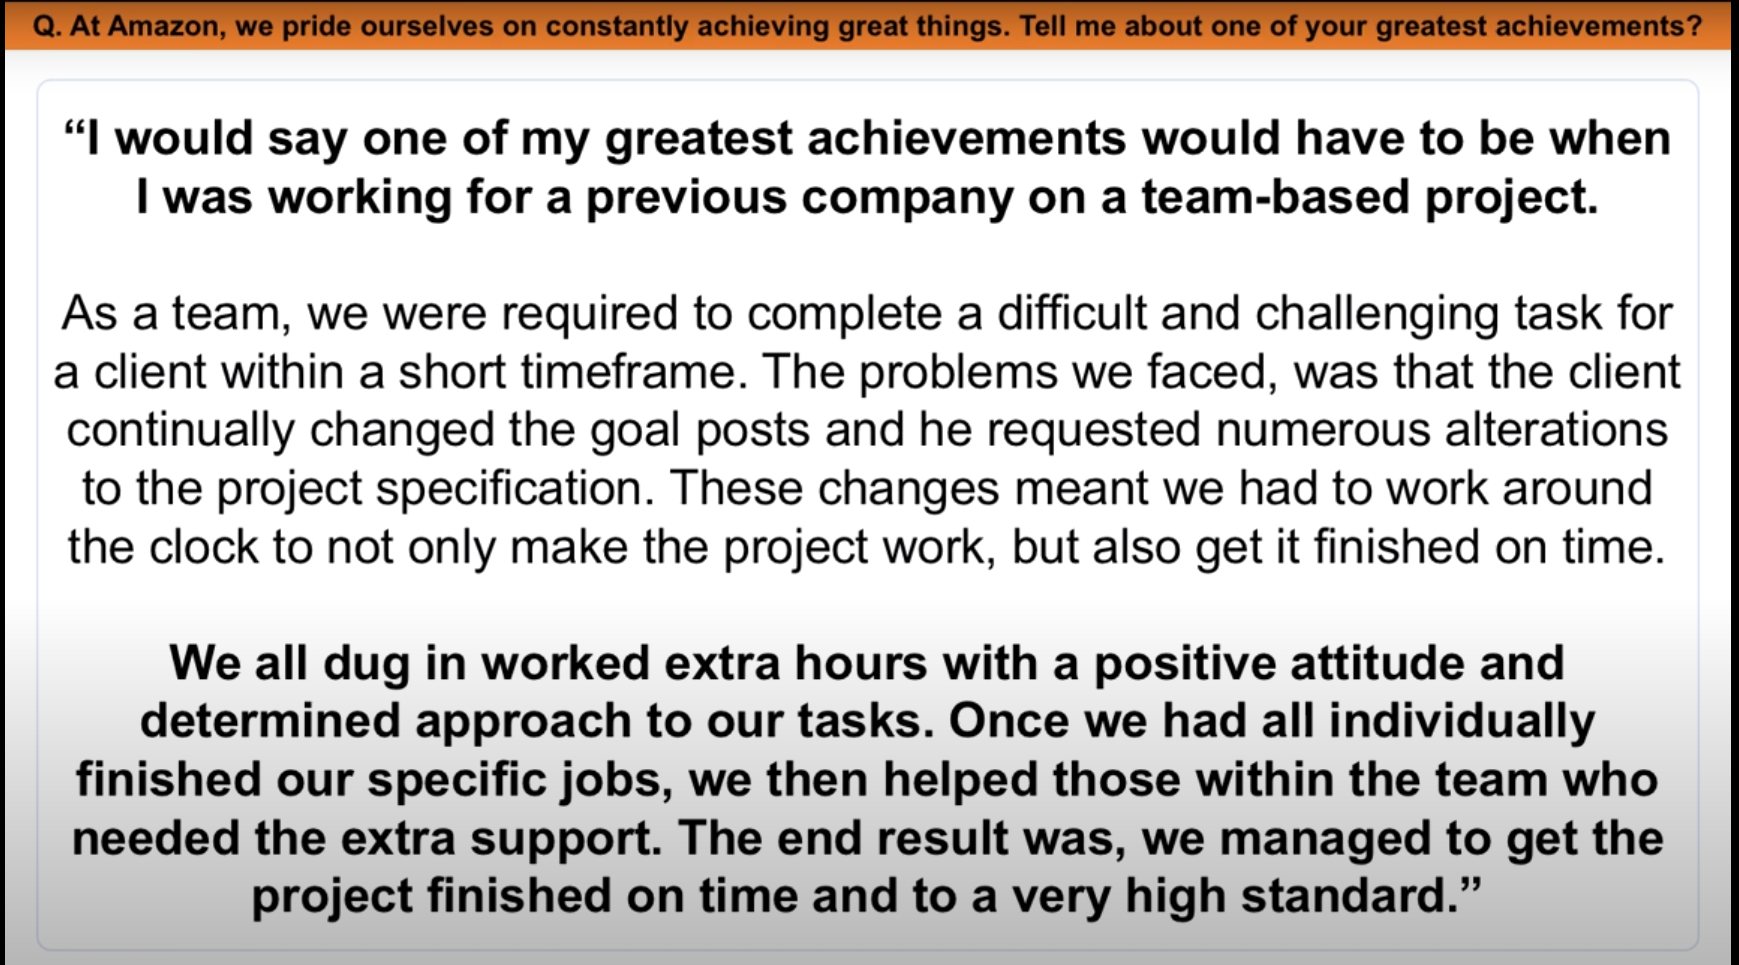 Q. At Amazon, we pride ourselves on constantly achieving great things. Tell me about one of your greatest achievements?
“I would say one of my greatest achievements would have to be when
I was working for a previous company on a team-based project.
As a team, we were required to complete a difficult and challenging task for
a client within a short timeframe. The problems we faced, was that the client
continually changed the goal posts and he requested numerous alterations
to the project specification. These changes meant we had to work around
the clock to not only make the project work, but also get it finished on time.
We all dug in worked extra hours with a positive attitude and
determined approach to our tasks. Once we had all individually
finished our specific jobs, we then helped those within the team who
needed the extra support. The end result was, we managed to get the
project finished on time and to a very high standard.”